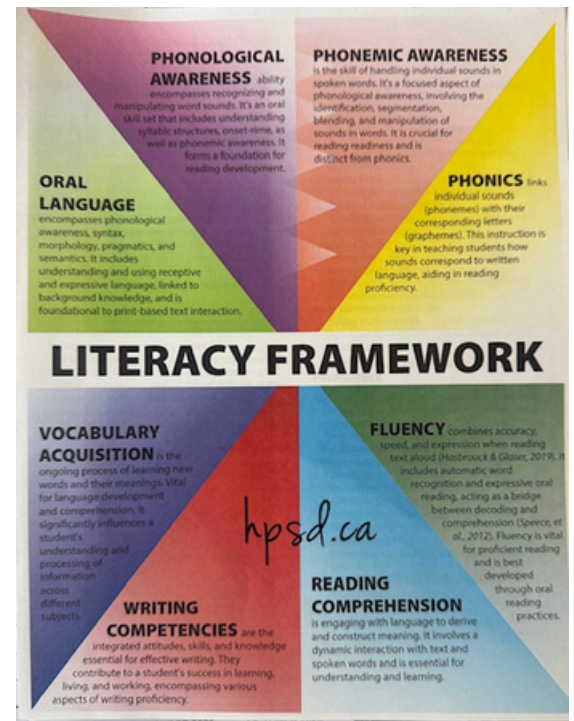 PHONOLOGICAL
AWARENESS ability
encompasses recognizing and
manipulating word sounds. It's an oral
skill set that includes understanding
syllabic structures, onset-rime, as
well as phonemic awareness. It
forms a foundation for
reading development.
PHONEMIC AWARENESS
is the skill of handling individual sounds in
spoken words. It's a focused aspect of
phonological awareness, involving the
identification, segmentation,
blending, and manipulation of
sounds in words. It is crucial for
reading readiness and is
distinct from phonics.
ORAL
LANGUAGE
encompasses phonological
awareness, syntax,
morphology, pragmatics, and
semantics. It includes
understanding and using receptive
and expressive language, linked to
background knowledge, and is
foundational to print-based text interaction.
PHONICS links
individual sounds
(phonemes) with their
corresponding letters
(graphemes). This instruction is
key in teaching students how
sounds correspond to written
language, aiding in reading
proficiency.
LITERACY FRAMEWORK
VOCABULARY
ACQUISITION is the
ongoing process of learning new
words and their meanings. Vital
for language development
and comprehension, it
significantly influences a
student's
understanding and
processing of
information
across
different
subjects.
FLUENCY combines accuracy,
speed, and expression when reading
text aloud (Hasbrouck & Glaser, 2019). It
includes automatic word
recognition and expressive oral
reading, acting as a bridge
between decoding and
comprehension (Speece, et
al., 2012). Fluency is vital
for proficient reading
and is best
developed
through oral
reading
practices.
hpsd.ca
WRITING
COMPETENCIES are the
integrated attitudes, skills, and knowledge
essential for effective writing. They
contribute to a student's success in learning,
living, and working, encompassing various
aspects of writing proficiency.
READING
COMPREHENSION
is engaging with language to derive
and construct meaning. It involves a
dynamic interaction with text and
spoken words and is essential for
understanding and learning.